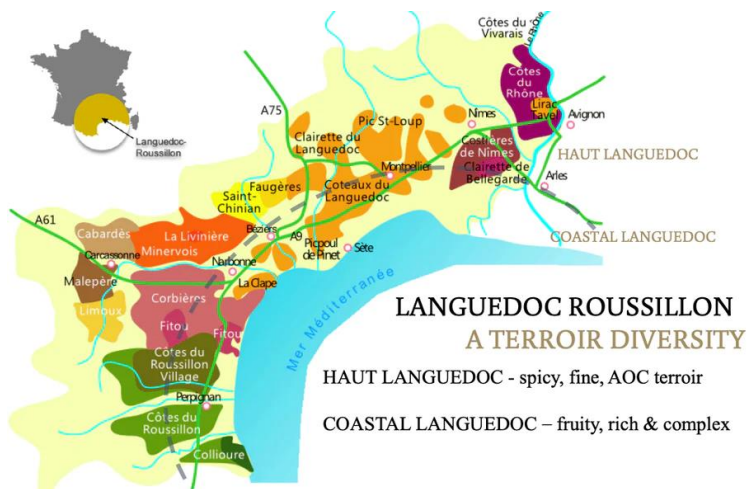 Côtes du
Vivarais
Le Rhône
Côtes
du
Rhône
Lirac
Tavel
Avignon
A75
Pic St-Loup
Nîmes
Languedoc-
Roussillon
Clairette du
Languedoc
Costières
de Nîmes
Clairette de
Bellegarde
HAUT LANGUEDOC
Montpellier
Arles
Faugères
Coteaux du
Languedoc
Saint-
Chinian
A61
Cabardès
La Livinière
Minervois
Béziers
A9
Picpoul
de Pinet
Sète
COASTAL LANGUEDOC
Carcassonne
Narbonne
Malepère
La Clape
Limoux
Corbières
Fitou
Fitou
Mer Méditerranée
LANGUEDOC ROUSSILLON
A TERROIR DIVERSITY
Côtes du
Roussillon
Village
HAUT LANGUEDOC - spicy, fine, AOC terroir
Perpignan
Côtes du
Roussillon
COASTAL LANGUEDOC – fruity, rich & complex
Collioure